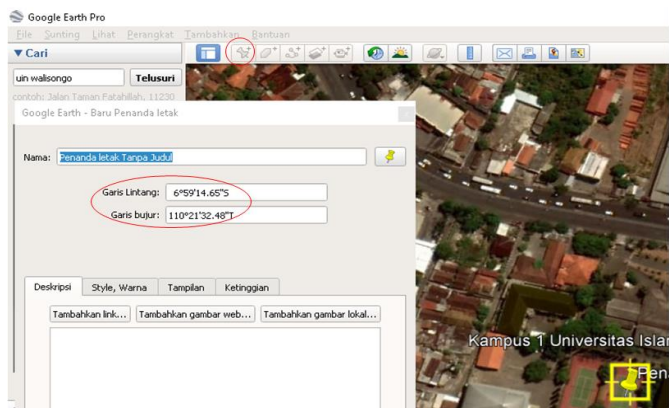 Google Earth Pro
File Sunting Lihat Perangkat Tambahkan Bantuan
▼ Cari
uin walisongo Telusuri
contoh: Jalan Taman Fatahillah, 11230
Google Earth - Baru Penanda letak
Nama: Penanda letak Tanpa Judul
Garis Lintang: 6°59'14.65"S
Garis bujur: 110°21'32.48"T
Deskripsi Style, Warna Tampilan Ketinggian
Tambahkan link... Tambahkan gambar web... Tambahkan gambar lokal...
Kampus 1 Universitas Islar
Pena